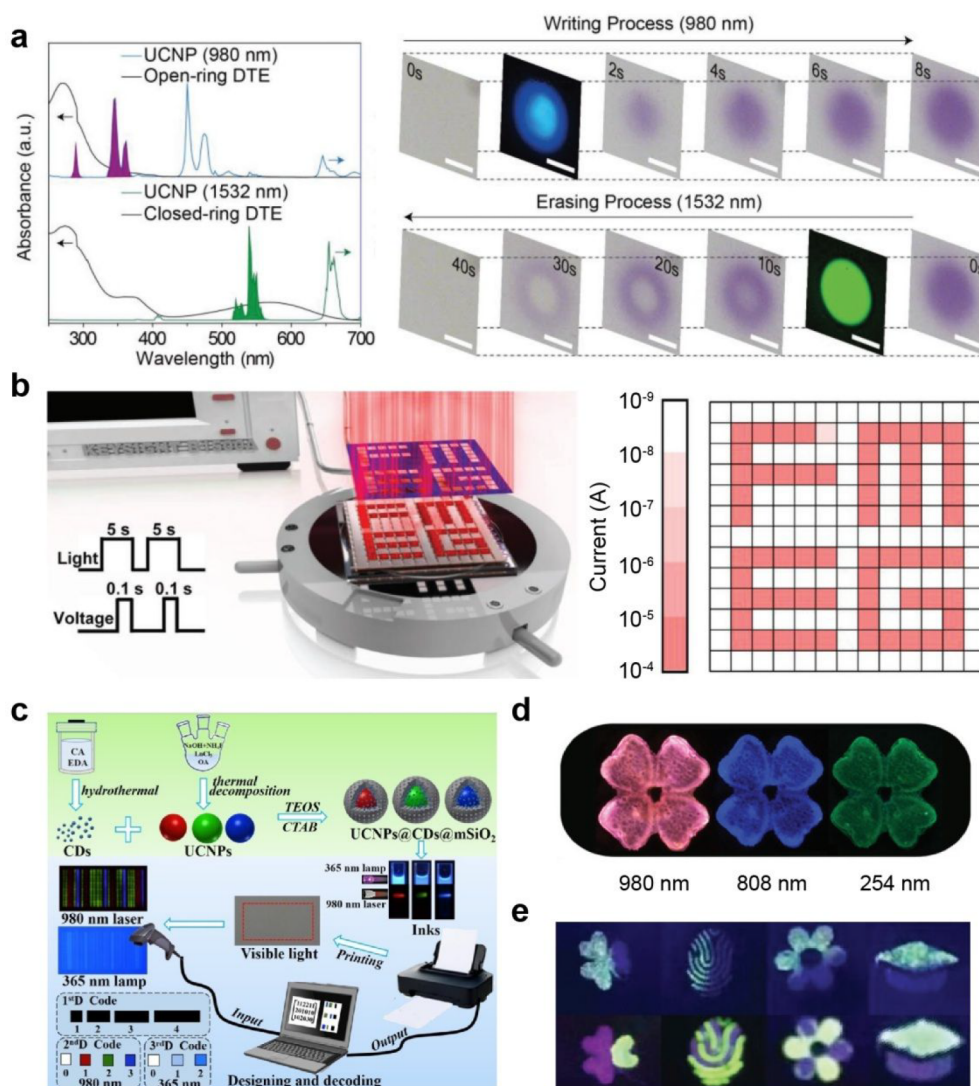 a
UCNP (980 nm)
Open-ring DTE
UCNP (1532 nm)
Closed-ring DTE
Absorbance (a.u.)
300 400 500 600 700
Wavelength (nm)
Writing Process (980 nm)
0s 2s 4s 6s 8s
Erasing Process (1532 nm)
40s 30s 20s 10s 0s
b
Light
5 s 5 s
Voltage
0.1 s 0.1 s
Current (A)
10⁻⁹
10⁻⁸
10⁻⁷
10⁻⁶
10⁻⁵
10⁻⁴
c
CA
EDA
NaOH+NH₄F
LnCl₃
OA
hydrothermal
thermal
decomposition
TEOS
CTAB
CDs
UCNPs
UCNPs@CDs@mSiO₂
365 nm lamp
980 nm laser
Inks
980 nm laser
365 nm lamp
Visible light
Printing
1ˢᵗD Code
1 2 3 4
2ⁿᵈD Code
0 1 2 3
980 nm
3ʳᵈD Code
0 1 2
365 nm
Input
Output
Designing and decoding
d
980 nm 808 nm 254 nm
e